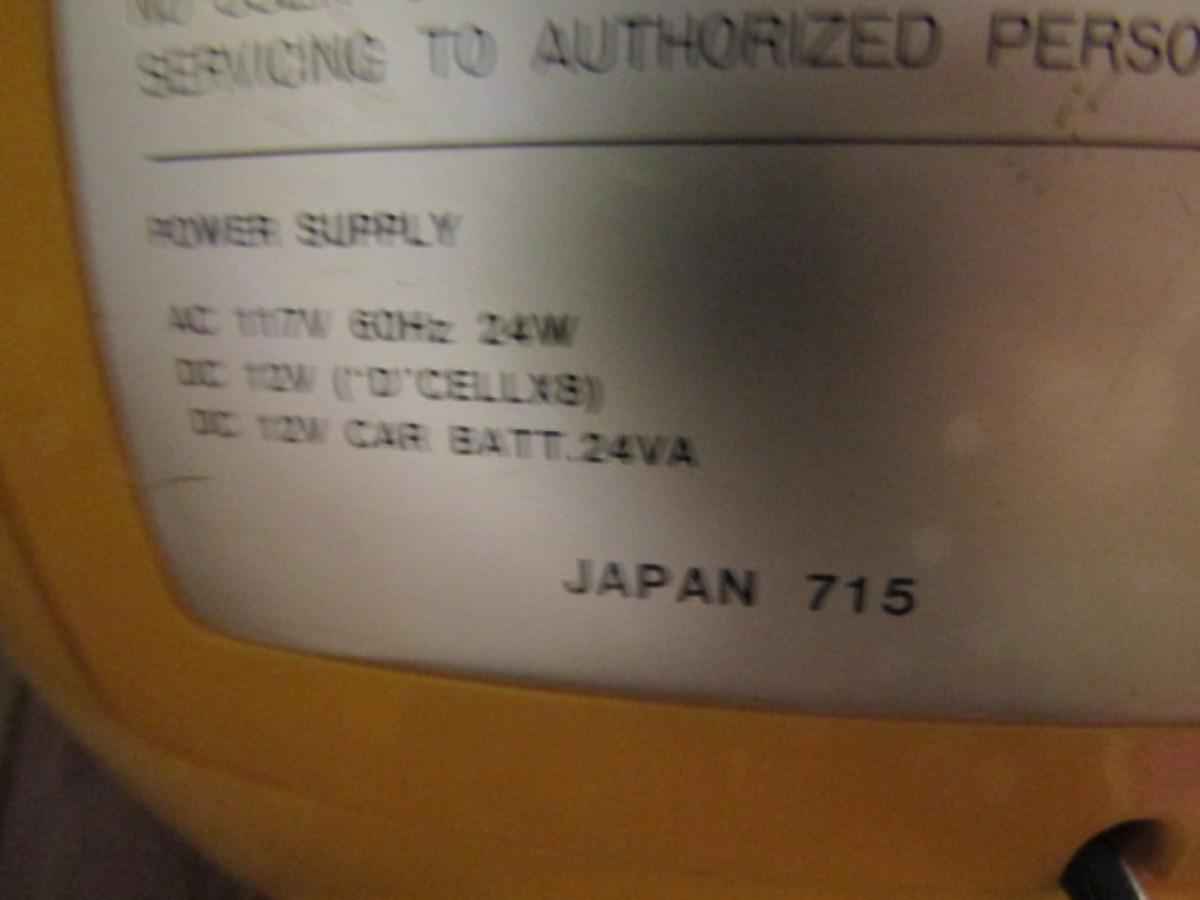 SERVICING TO AUTHORIZED PERSO
POWER SUPPLY
AC 117V 60Hz 24W
DC 12V ("D"CELLX8)
DC 12V CAR BATT.24VA
JAPAN 715